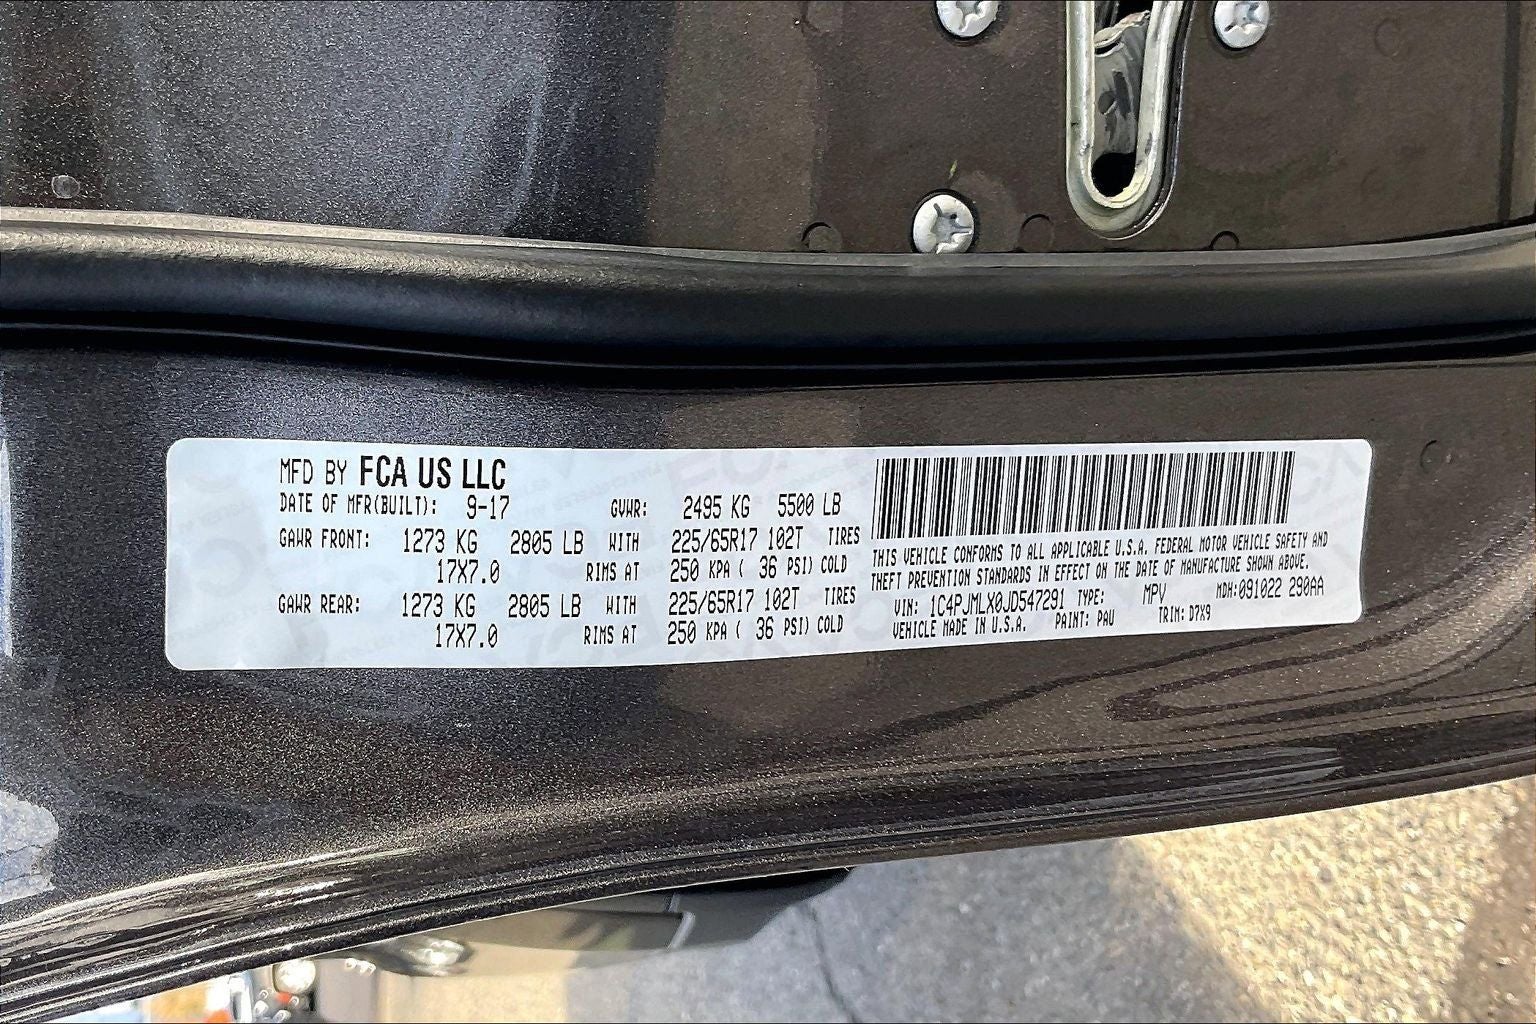 MFD BY FCA US LLC
DATE OF MFR(BUILT): 9-17 GVWR: 2495 KG 5500 LB
GAWR FRONT: 1273 KG 2805 LB WITH 225/65R17 102T TIRES
17X7.0 RIMS AT 250 KPA ( 36 PSI) COLD
GAWR REAR: 1273 KG 2805 LB WITH 225/65R17 102T TIRES
17X7.0 RIMS AT 250 KPA ( 36 PSI) COLD
THIS VEHICLE CONFORMS TO ALL APPLICABLE U.S.A. FEDERAL MOTOR VEHICLE SAFETY AND
THEFT PREVENTION STANDARDS IN EFFECT ON THE DATE OF MANUFACTURE SHOWN ABOVE.
VIN: 1C4PJMLX0JD547291 TYPE: MPV MDH:091022 290AA
VEHICLE MADE IN U.S.A. PAINT: PAU TRIM: D7X9